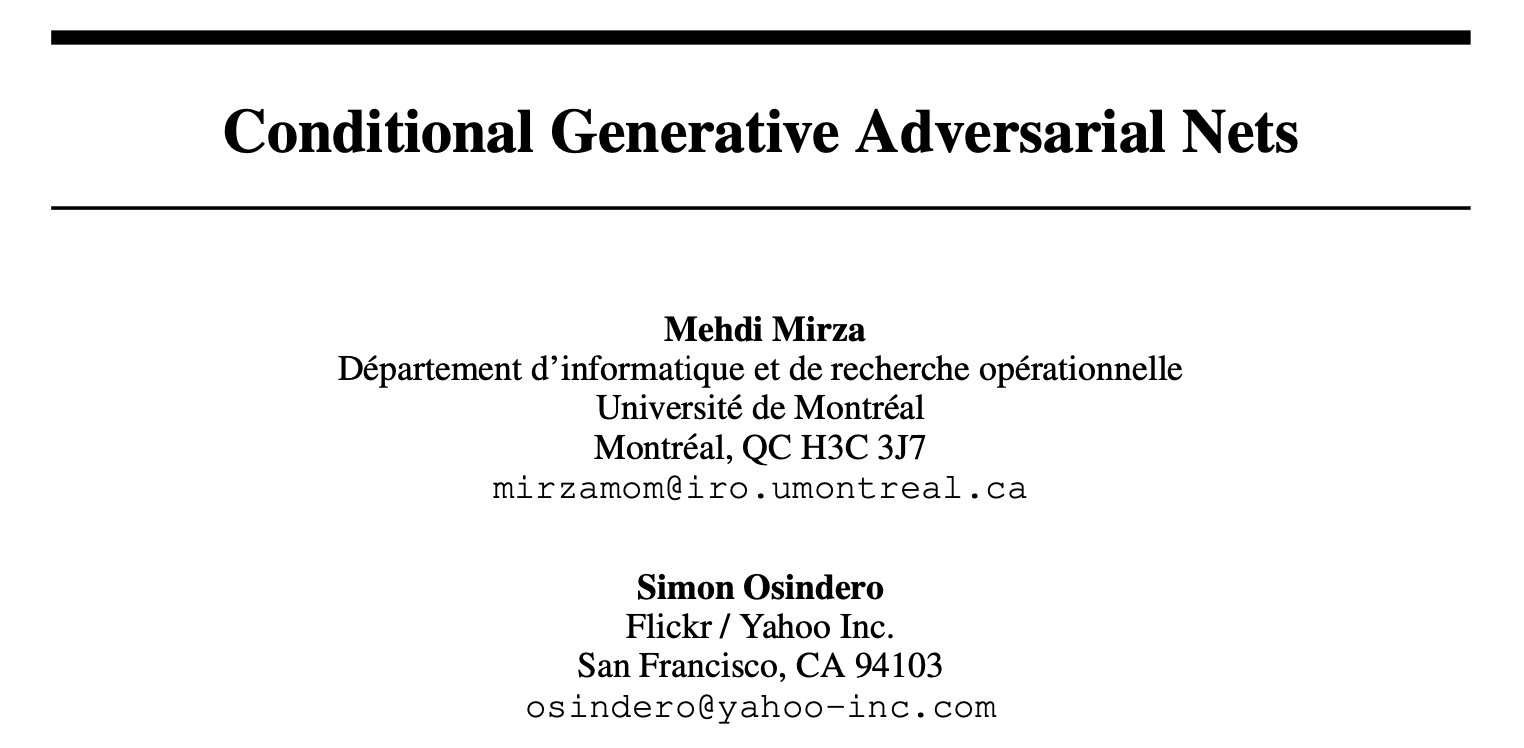 Conditional Generative Adversarial Nets
Mehdi Mirza
Département d'informatique et de recherche opérationnelle
Université de Montréal
Montréal, QC H3C 3J7
mirzamom@iro.umontreal.ca
Simon Osindero
Flickr / Yahoo Inc.
San Francisco, CA 94103
osindero@yahoo-inc.com